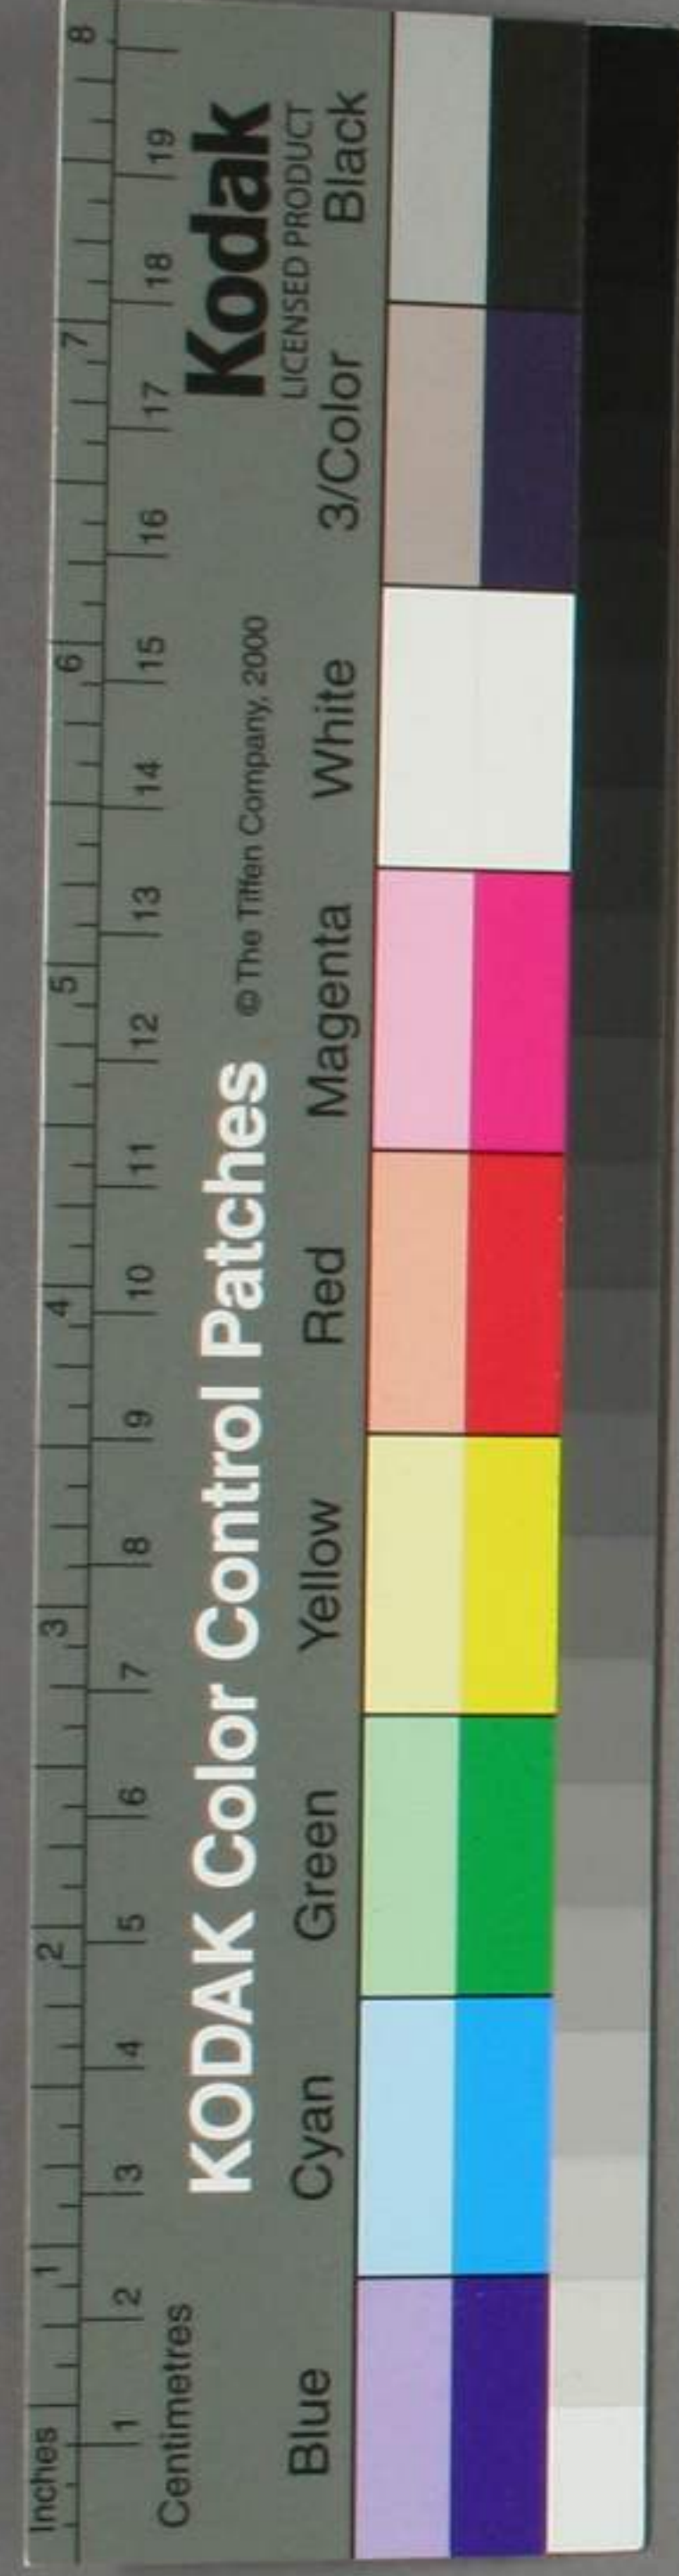 Inches 1 2 3 4 5 6 7 8
1 2 3 4 5 6 7 8 9 10 11 12 13 14 15 16 17 18 19
Centimetres
KODAK Color Control Patches © The Tiffen Company, 2000 Kodak
LICENSED PRODUCT
Blue Cyan Green Yellow Red Magenta White 3/Color Black